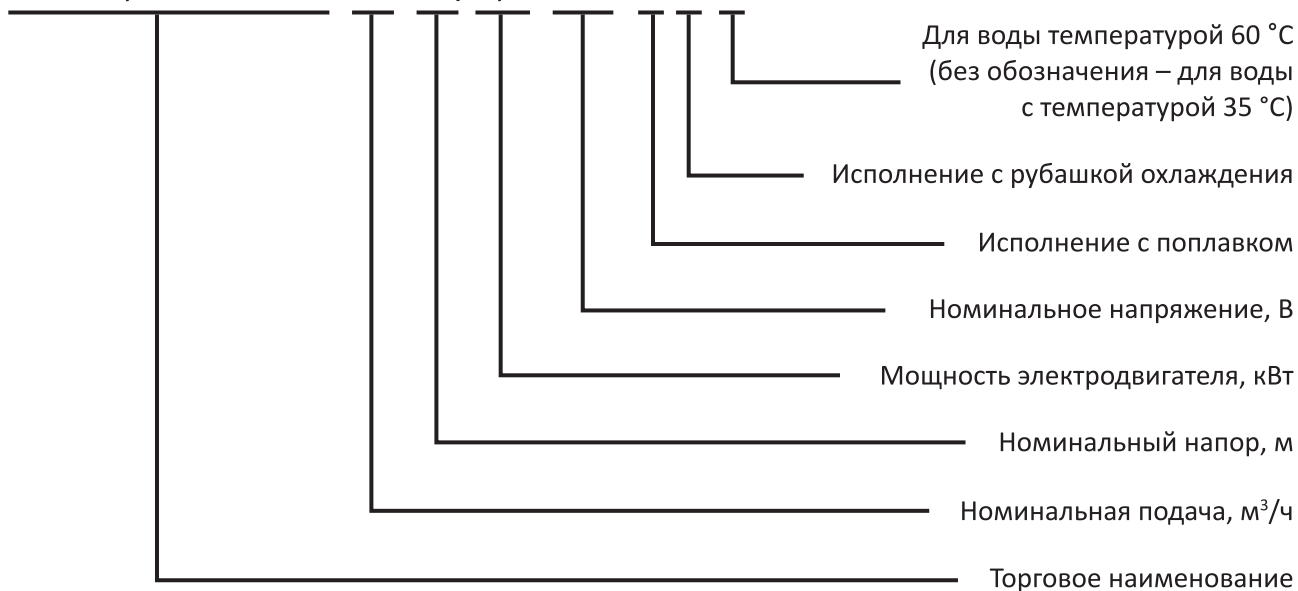 Для воды температурой 60 °С
(без обозначения – для воды
с температурой 35 °С)
Исполнение с рубашкой охлаждения
Исполнение с поплавком
Номинальное напряжение, В
Мощность электродвигателя, кВт
Номинальный напор, м
Номинальная подача, м³/ч
Торговое наименование